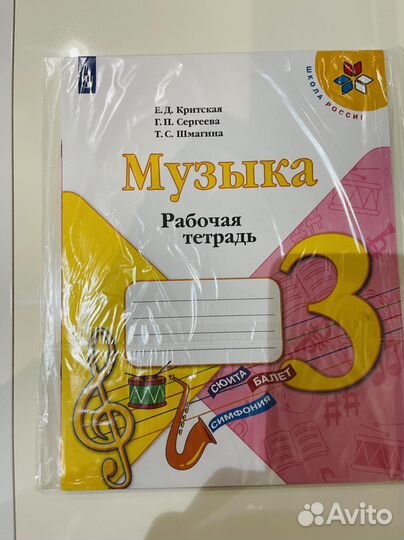 Е.Д. Критская
Г.П. Сергеева
Т.С. Шмагина
ШКОЛА РОССИИ
Музыка
Рабочая
тетрадь
3
СЮИТА
БАЛЕТ
СИМФОНИЯ
Avito